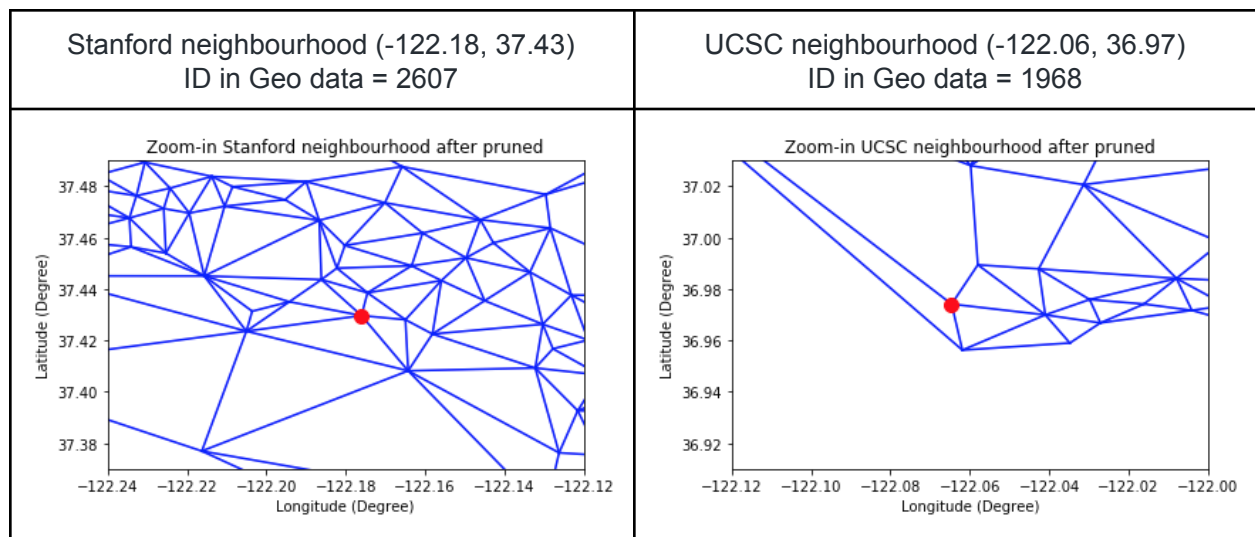 Stanford neighbourhood (-122.18, 37.43)
ID in Geo data = 2607
UCSC neighbourhood (-122.06, 36.97)
ID in Geo data = 1968
Zoom-in Stanford neighbourhood after pruned
37.48
37.46
37.44
37.42
37.40
37.38
Latitude (Degree)
−122.24 −122.22 −122.20 −122.18 −122.16 −122.14 −122.12
Longitude (Degree)
Zoom-in UCSC neighbourhood after pruned
37.02
37.00
36.98
36.96
36.94
36.92
Latitude (Degree)
−122.12 −122.10 −122.08 −122.06 −122.04 −122.02 −122.00
Longitude (Degree)